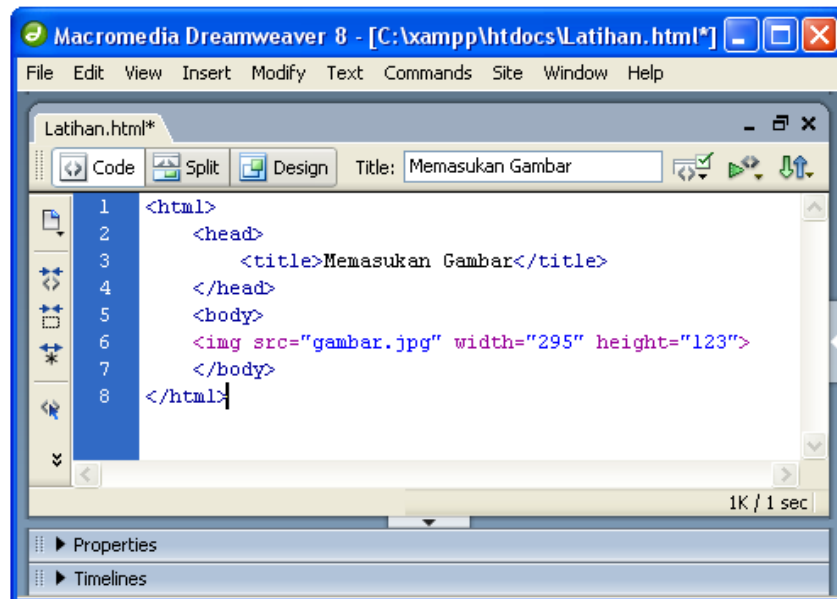 Macromedia Dreamweaver 8 - [C:\xampp\htdocs\Latihan.html*]
File Edit View Insert Modify Text Commands Site Window Help
Latihan.html*
Code Split Design Title: Memasukan Gambar
1 <html>
2 <head>
3 <title>Memasukan Gambar</title>
4 </head>
5 <body>
6 <img src="gambar.jpg" width="295" height="123">
7 </body>
8 </html>
1K / 1 sec
Properties
Timelines